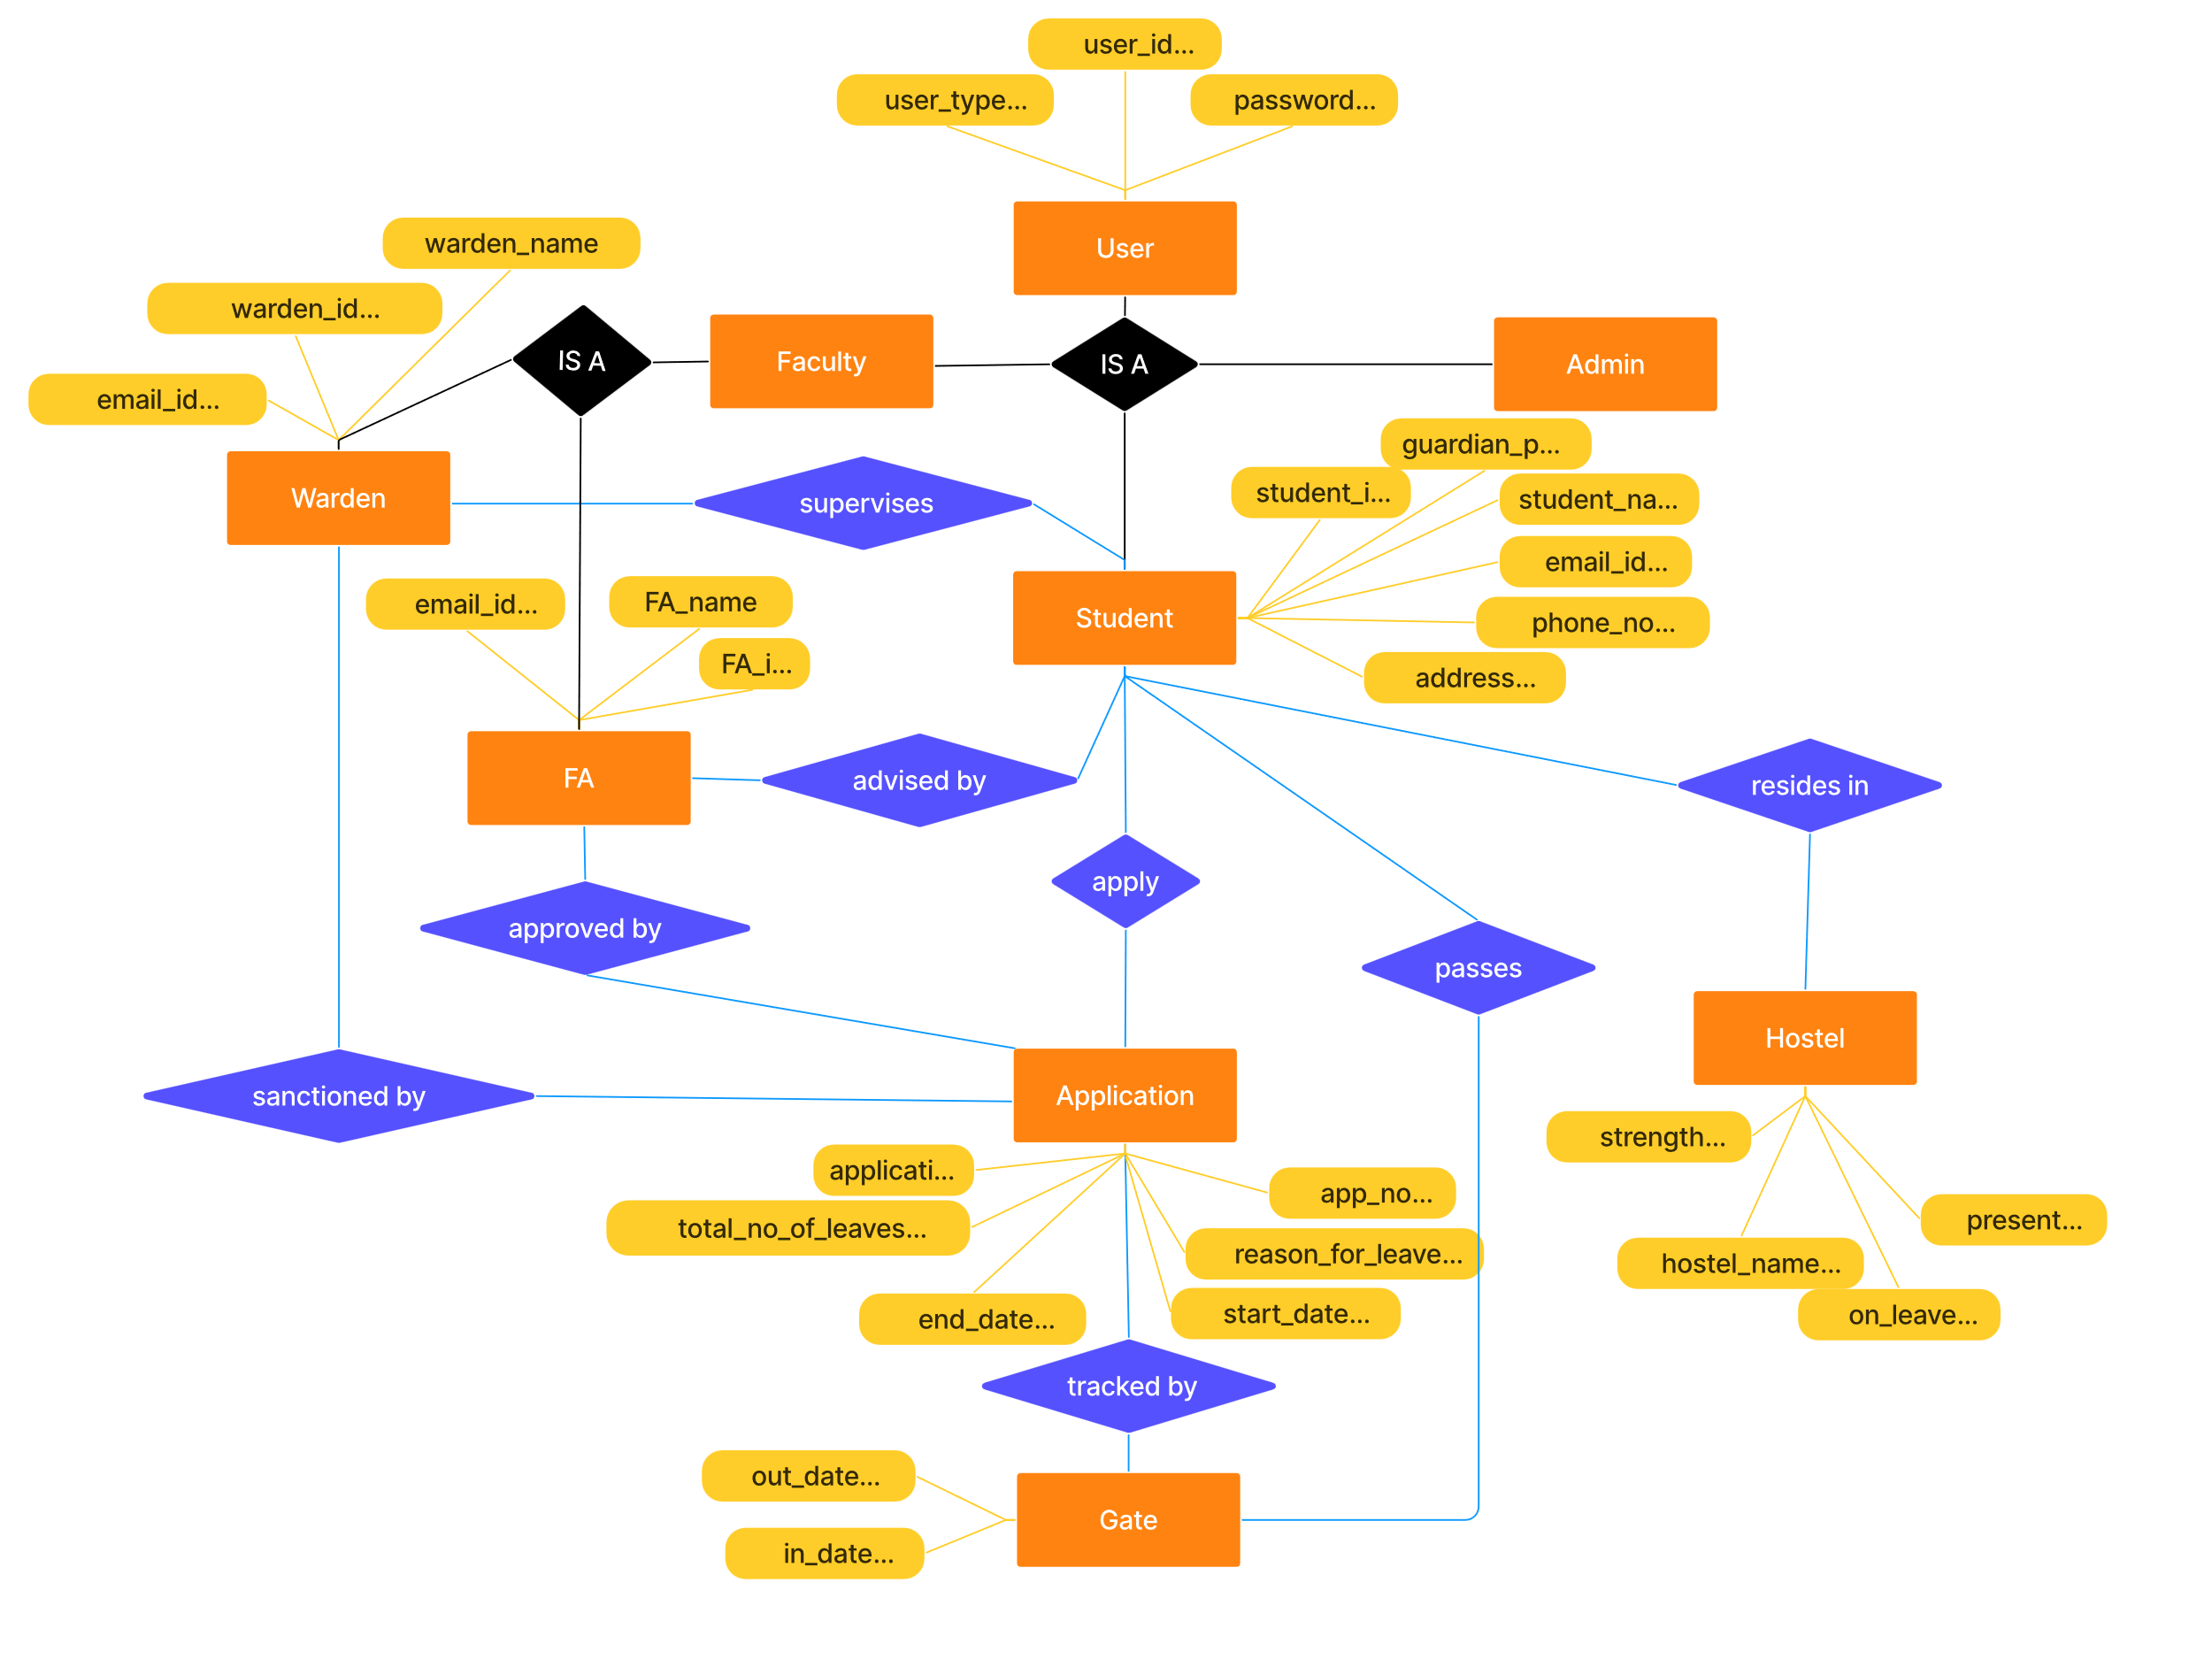 user_id...
user_type...
password...
User
warden_name
warden_id...
email_id...
IS A
Faculty
IS A
Admin
guardian_p...
student_i...
student_na...
Warden
supervises
email_id...
email_id...
FA_name
Student
phone_no...
FA_i...
address...
FA
advised by
resides in
apply
approved by
passes
Hostel
sanctioned by
Application
strength...
applicati...
app_no...
total_no_of_leaves...
present...
reason_for_leave...
hostel_name...
end_date...
start_date...
on_leave...
tracked by
out_date...
Gate
in_date...